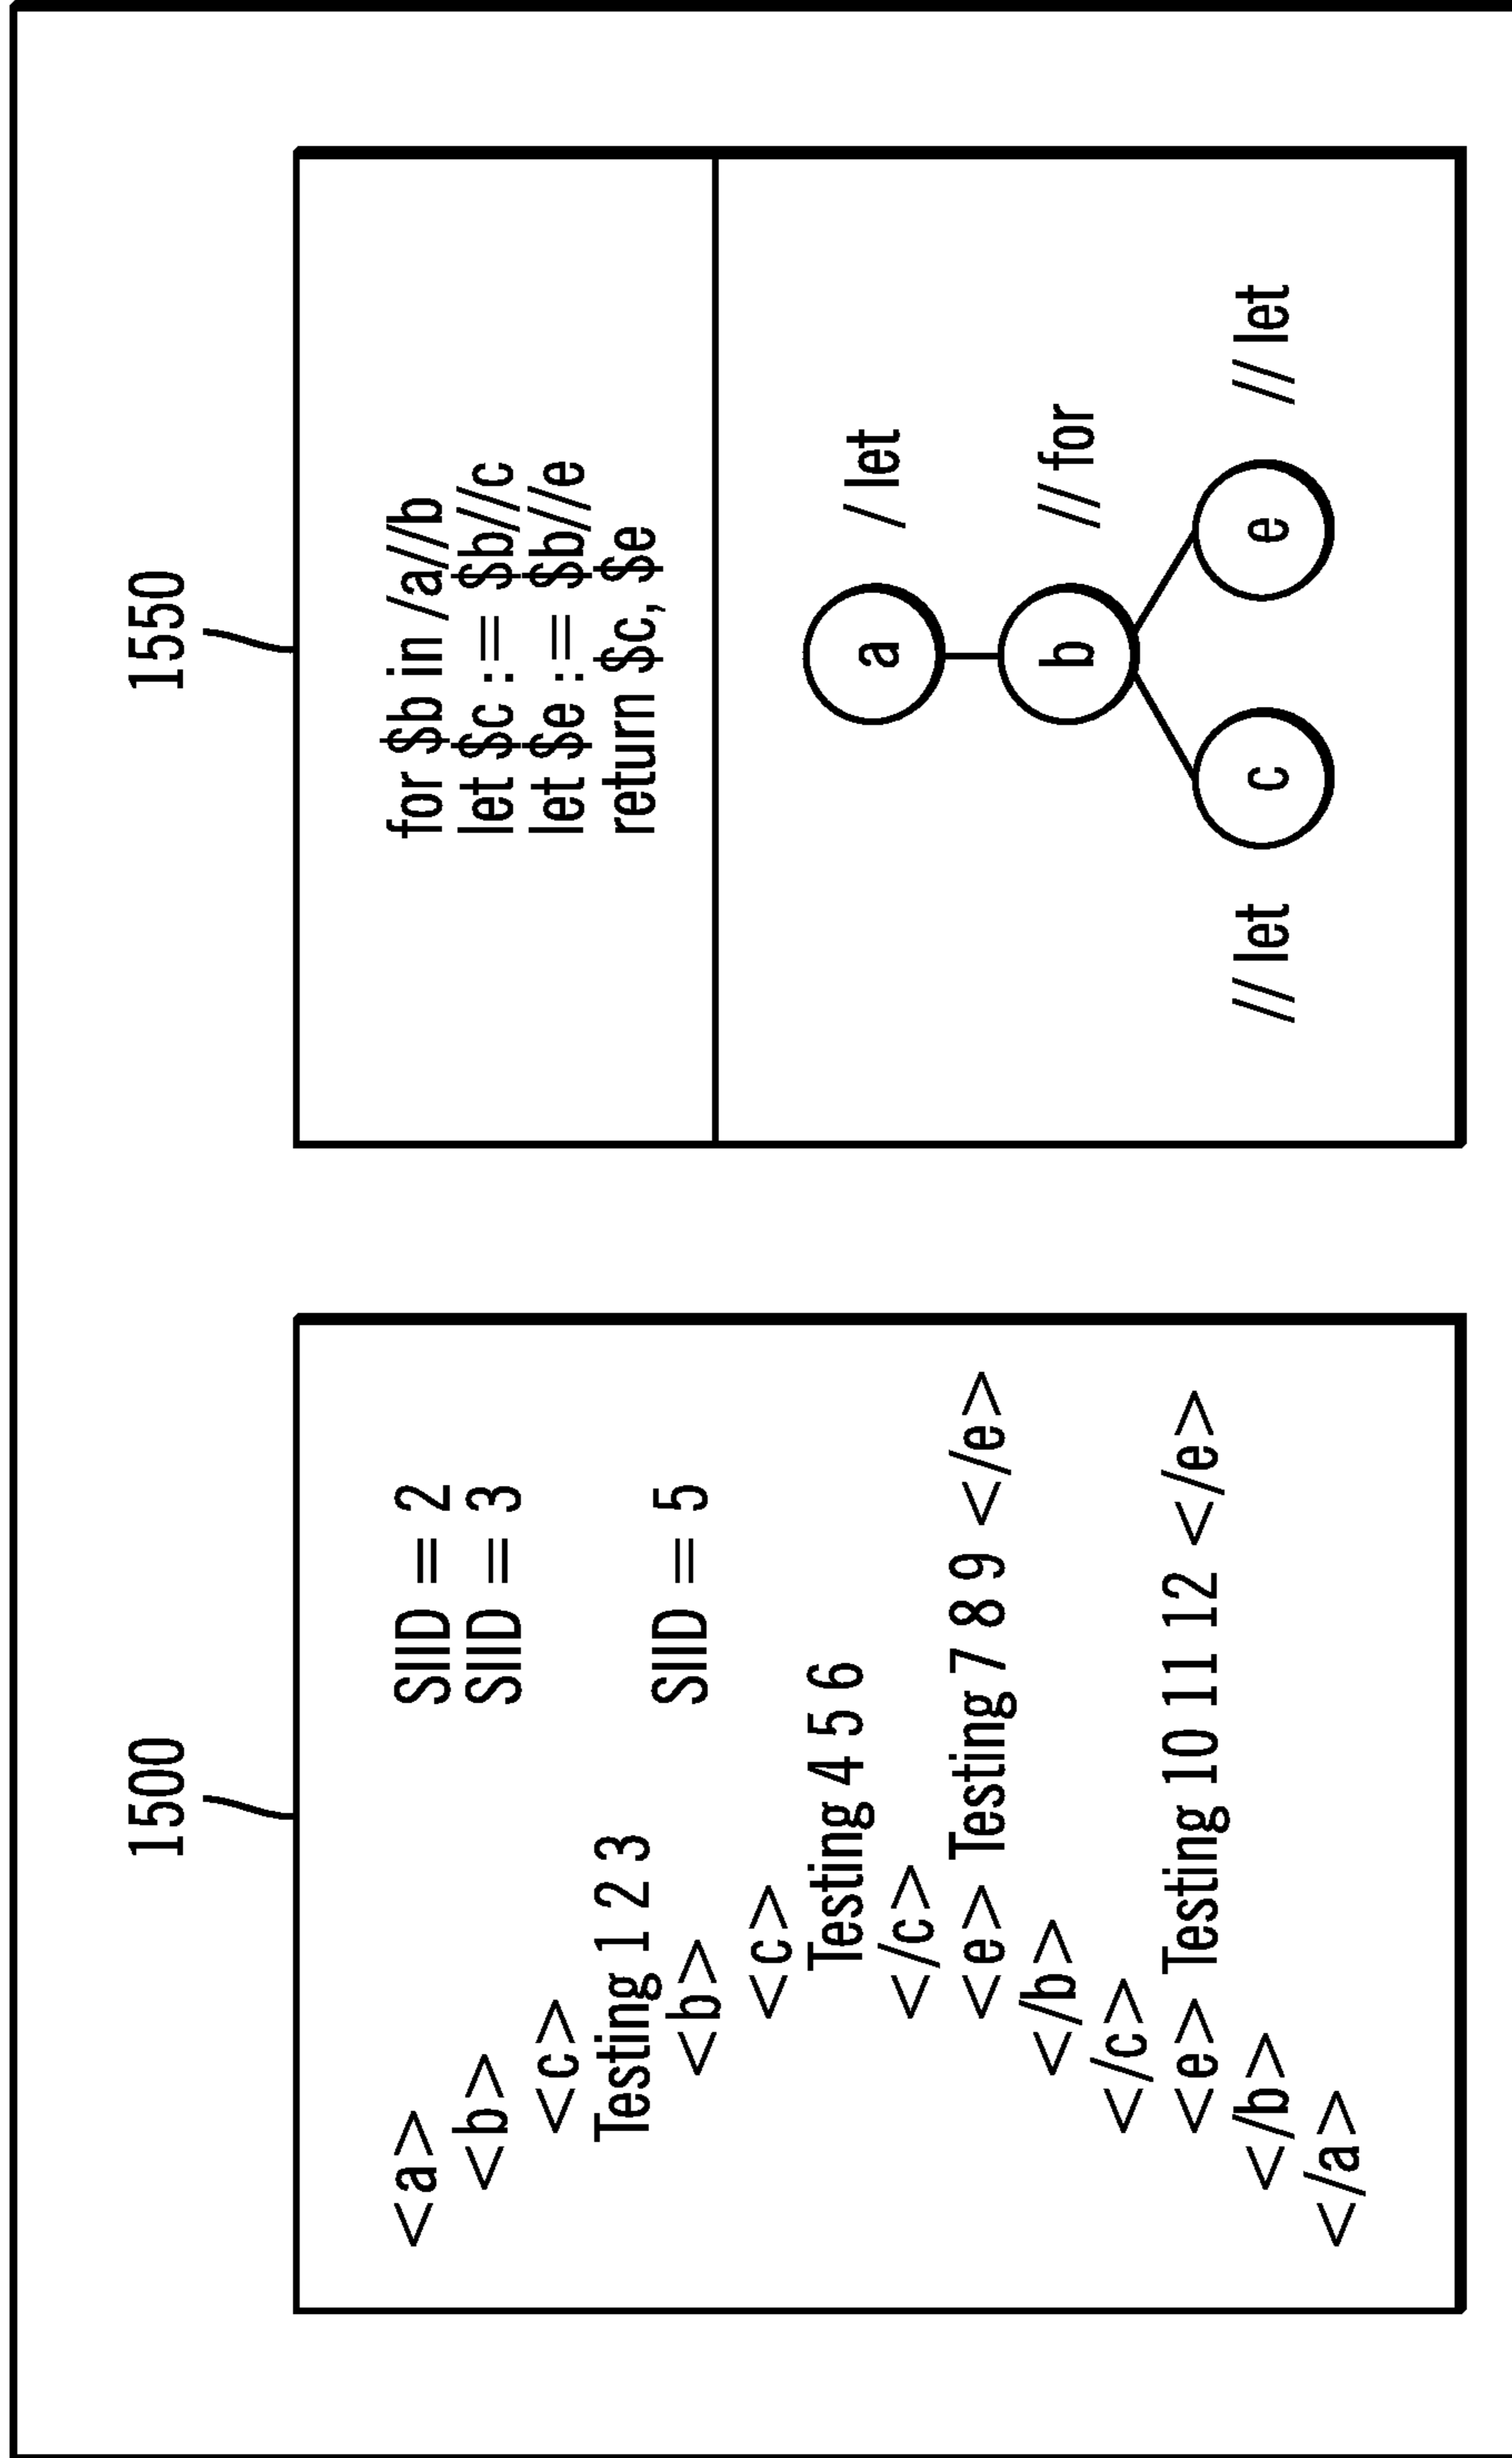 1500
<a> SIID = 2
<b> SIID = 3
<c>
Testing 1 2 3
<b> SIID = 5
<c>
Testing 4 5 6
</c>
<e> Testing 7 8 9 </e>
</b>
</c>
<e> Testing 10 11 12 </e>
</b>
</a>
1550
for $b in /a//b
let $c := $b//c
let $e := $b//e
return $c, $e
a / let
b // for
// let c e // let